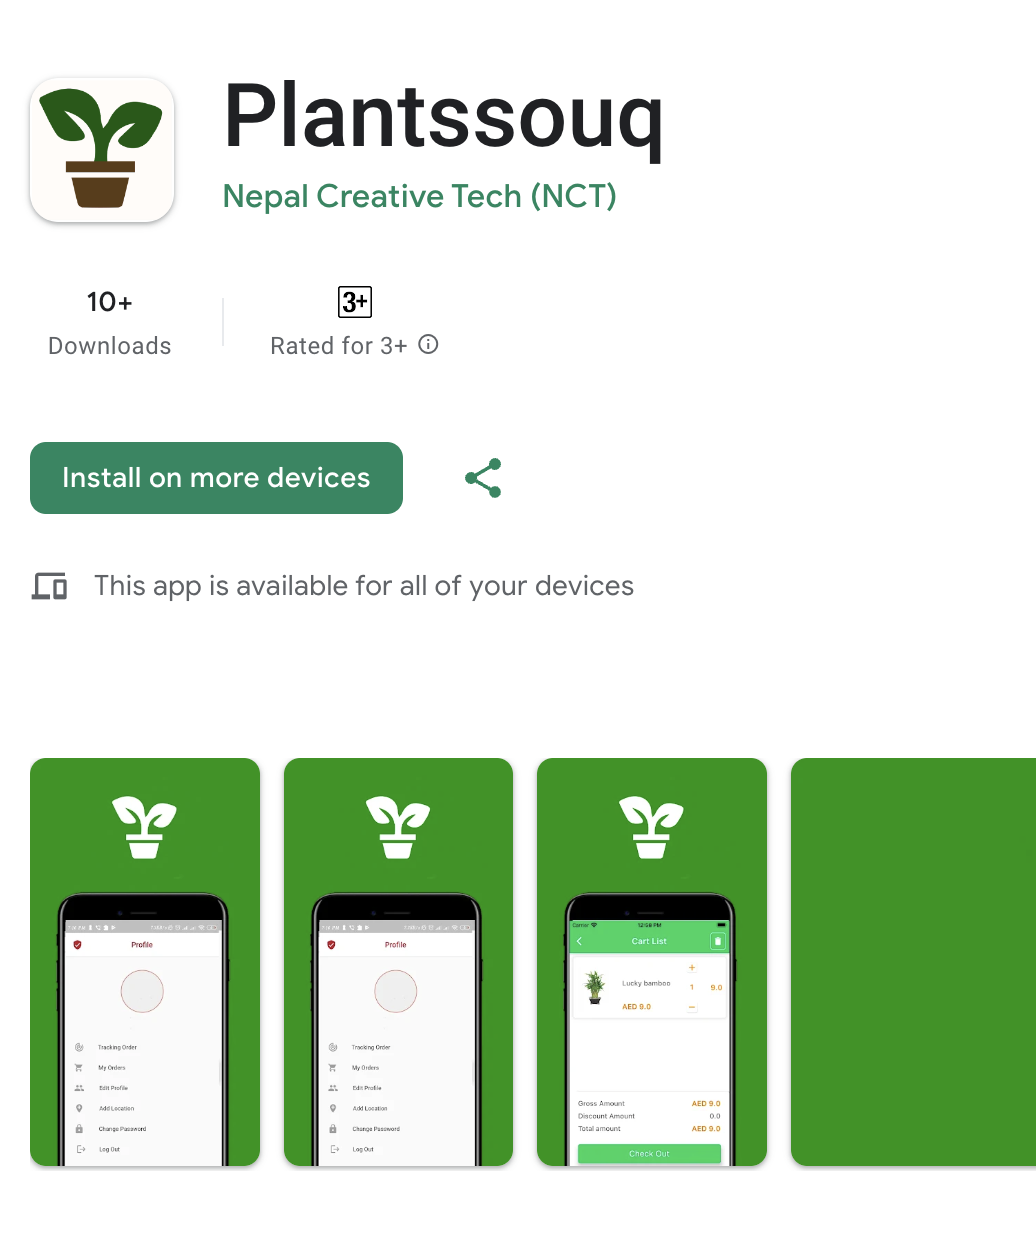 Plantssouq
Nepal Creative Tech (NCT)
10+
Downloads
3+
Rated for 3+
Install on more devices
This app is available for all of your devices
Profile
Tracking Order
My Orders
Edit Profile
Add Location
Change Password
Log Out
Profile
Tracking Order
My Orders
Edit Profile
Add Location
Change Password
Log Out
Carrier 12:59 PM
Cart List
+
Lucky bamboo
1 9.0
AED 9.0
−
Gross Amount AED 9.0
Discount Amount 0.0
Total amount AED 9.0
Check Out